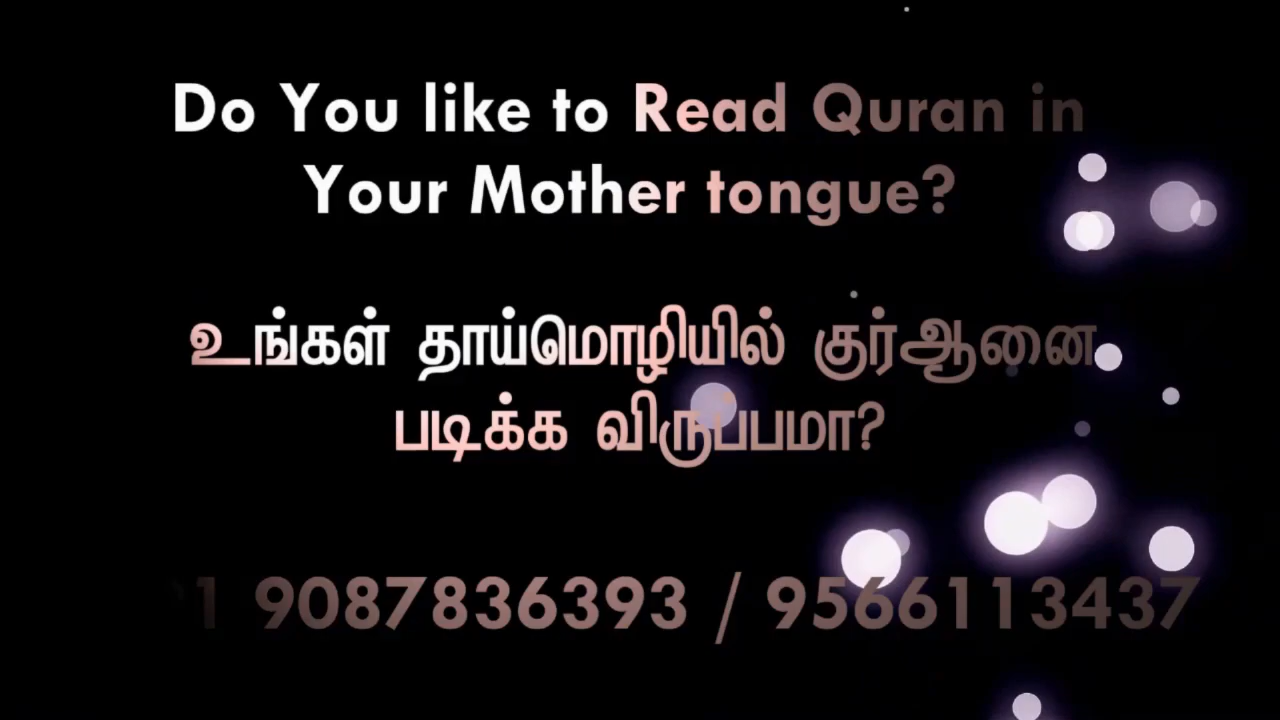 Do You like to Read Quran in
Your Mother tongue?
உங்கள் தாய்மொழியில் குர்ஆனை
படிக்க விருப்பமா?
9087836393 / 9566113437